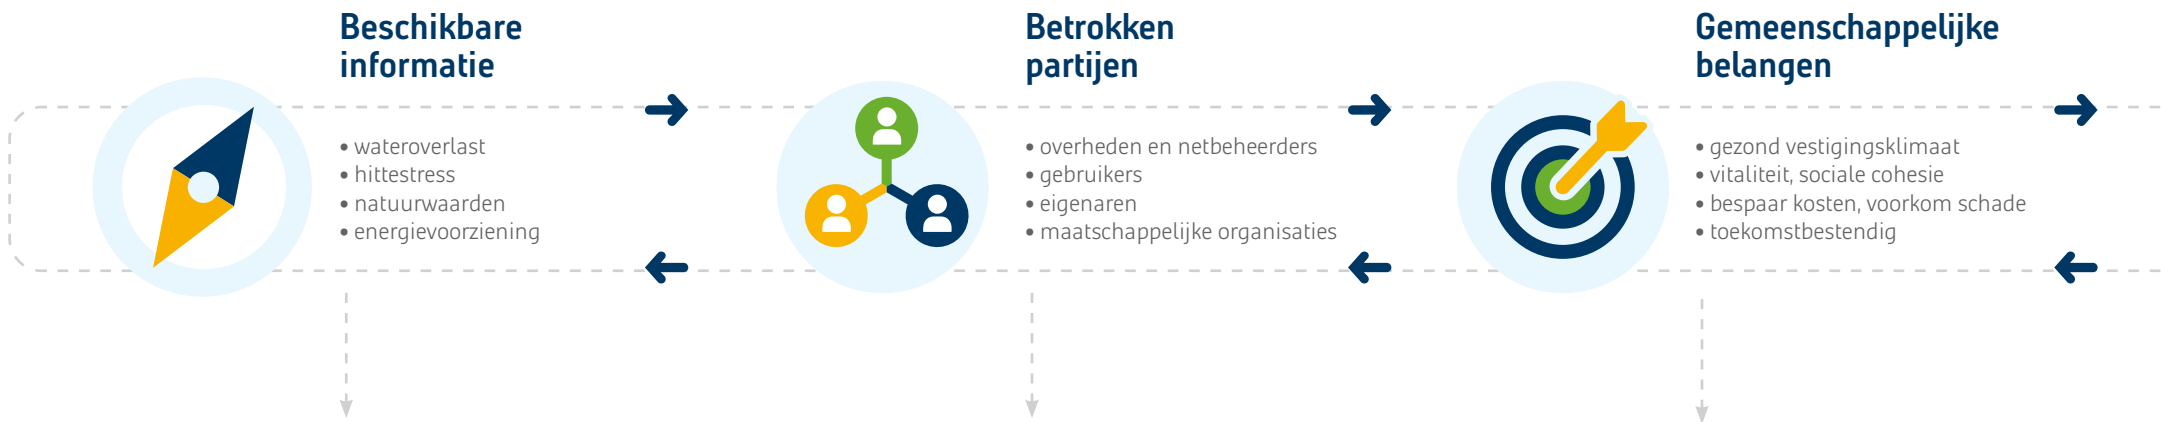 Beschikbare
informatie
• wateroverlast
• hittestress
• natuurwaarden
• energievoorziening
Betrokken
partijen
• overheden en netbeheerders
• gebruikers
• eigenaren
• maatschappelijke organisaties
Gemeenschappelijke
belangen
• gezond vestigingsklimaat
• vitaliteit, sociale cohesie
• bespaar kosten, voorkom schade
• toekomstbestendig